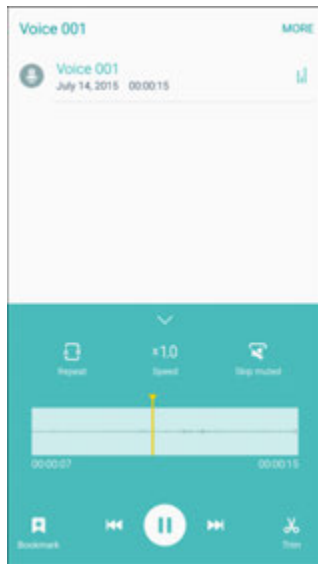 Voice 001 MORE
Voice 001
July 14, 2015 00:00:15
×1.0
Repeat Speed Skip muted
00:00:07 00:00:15
Bookmark Trim